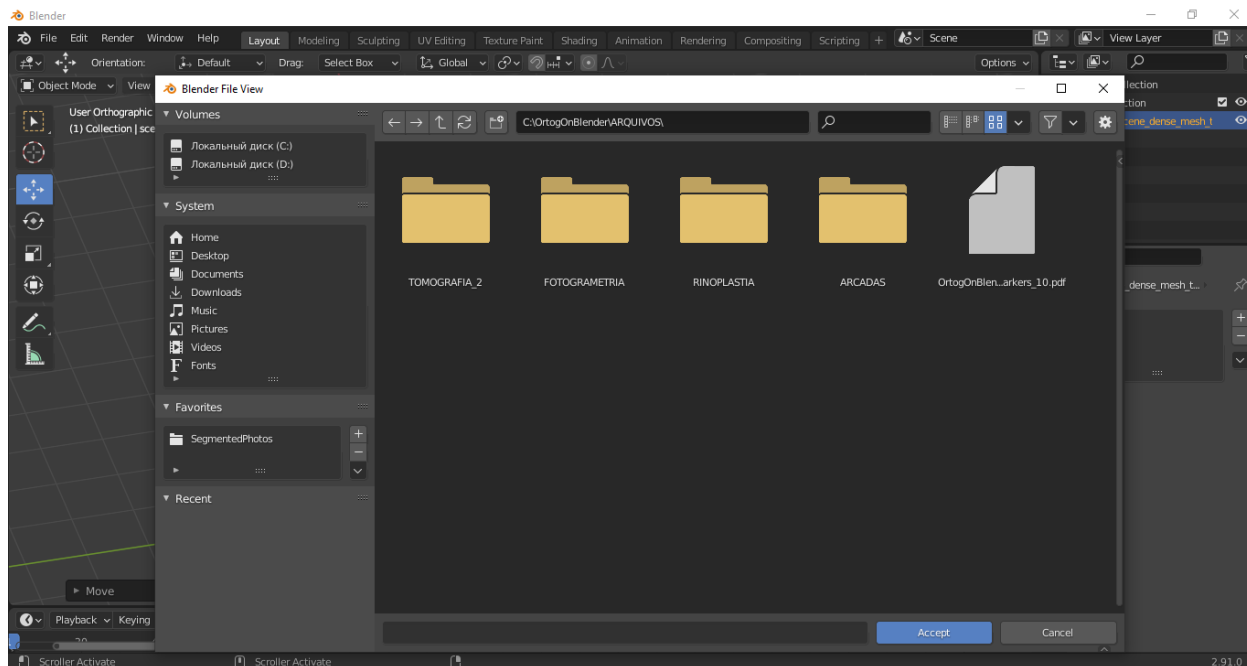 Blender
File Edit Render Window Help Layout Modeling Sculpting UV Editing Texture Paint Shading Animation Rendering Compositing Scripting + Scene View Layer
Orientation: Default Drag: Select Box Global Options
Object Mode View
User Orthographic
(1) Collection | sce
Blender File View
Volumes
Локальный диск (C:)
Локальный диск (D:)
System
Home
Desktop
Documents
Downloads
Music
Pictures
Videos
Fonts
Favorites
SegmentedPhotos
Recent
C:\OrtogOnBlender\ARQUIVOS\
TOMOGRAFIA_2 FOTOGRAMETRIA RINOPLASTIA ARCADAS OrtogOnBlen...arkers_10.pdf
Accept Cancel
llection
ction
cene_dense_mesh_t
_dense_mesh_t...
Move
Playback Keying
Scroller Activate Scroller Activate 2.91.0